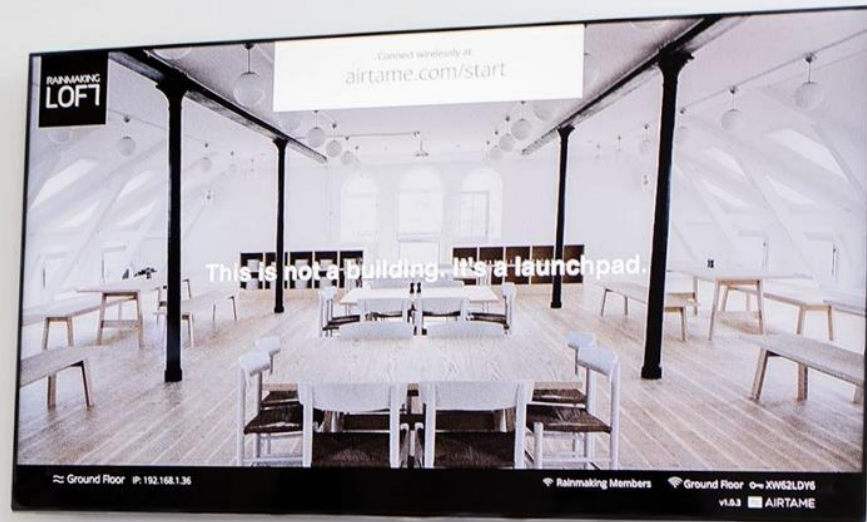 RAINMAKING
LOFT
Connect wirelessly at
airtame.com/start
This is not a building. It's a launchpad.
Ground Floor IP: 192.168.1.36
Rainmaking Members Ground Floor XW62LDY6
v1.0.3 AIRTAME